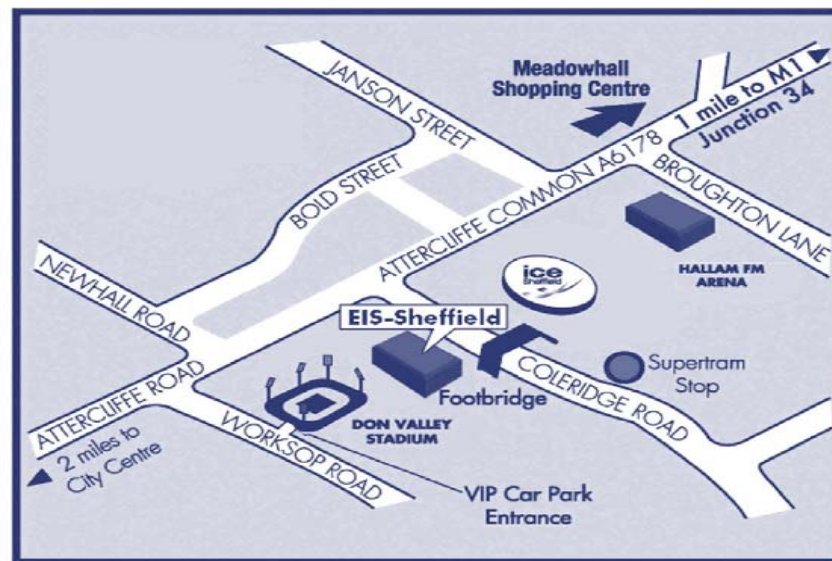 JANSON STREET
Meadowhall
Shopping Centre
1 mile to M1
Junction 34
BOLD STREET
ATTERCLIFFE COMMON A6178
BROUGHTON LANE
NEWHALL ROAD
HALLAM FM
ARENA
ice
Sheffield
EIS-Sheffield
Supertram
Stop
Footbridge
COLERIDGE ROAD
ATTERCLIFFE ROAD
DON VALLEY
STADIUM
WORKSOP ROAD
2 miles to
City Centre
VIP Car Park
Entrance